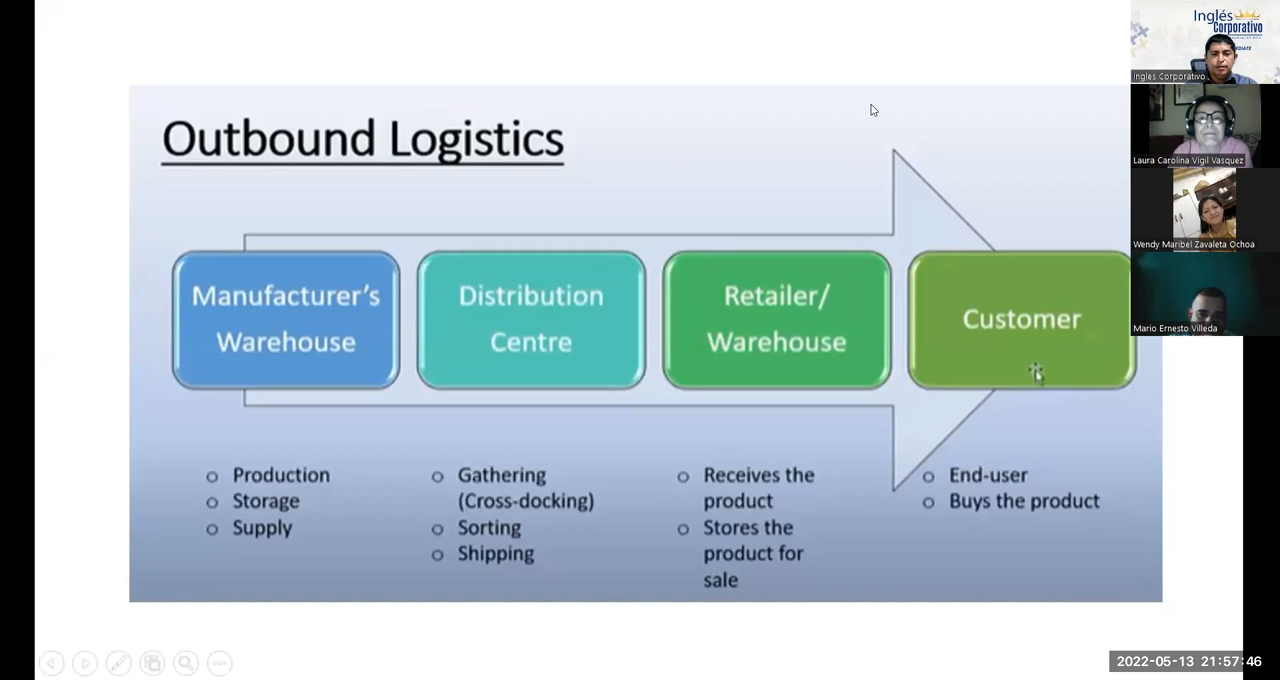 Outbound Logistics
Manufacturer's
Warehouse
Distribution
Centre
Retailer/
Warehouse
Customer
o Production
o Storage
o Supply
o Gathering
(Cross-docking)
o Sorting
o Shipping
o Receives the
product
o Stores the
product for
sale
o End-user
o Buys the product
Inglés
Corporativo
Ingles Corporativo
Laura Carolina Vigil Vasquez
Wendy Maribel Zavaleta Ochoa
Mario Ernesto Villeda
2022-05-13 21:57:46